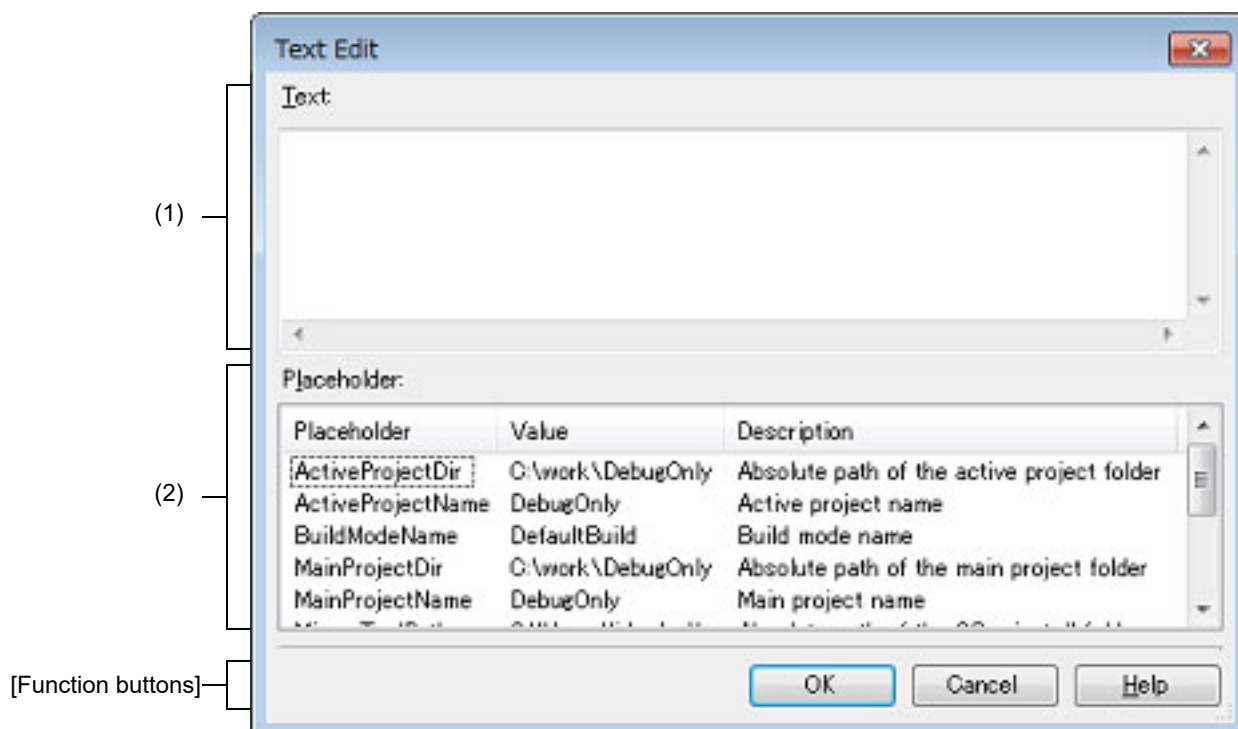 Text Edit
Text:
(1)
Placeholder:
Placeholder Value Description
ActiveProjectDir C:\work\DebugOnly Absolute path of the active project folder
ActiveProjectName DebugOnly Active project name
(2)
BuildModeName DefaultBuild Build mode name
MainProjectDir C:\work\DebugOnly Absolute path of the main project folder
MainProjectName DebugOnly Main project name
[Function buttons]
OK Cancel Help